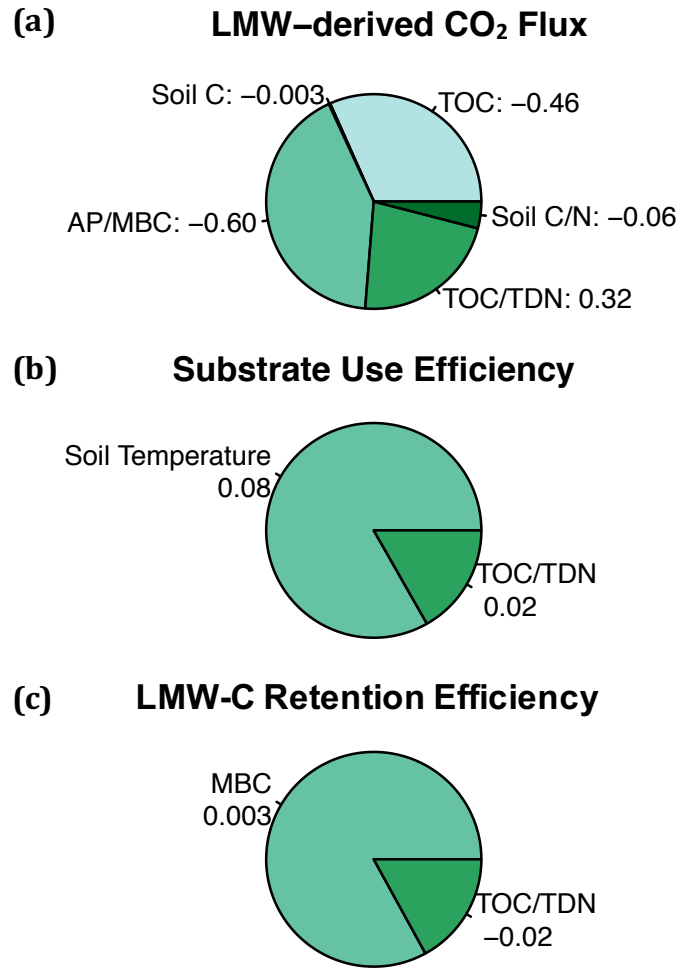 (a)
LMW–derived CO₂ Flux
Soil C: −0.003
TOC: −0.46
AP/MBC: −0.60
Soil C/N: −0.06
TOC/TDN: 0.32
(b)
Substrate Use Efficiency
Soil Temperature
0.08
TOC/TDN
0.02
(c)
LMW-C Retention Efficiency
MBC
0.003
TOC/TDN
−0.02